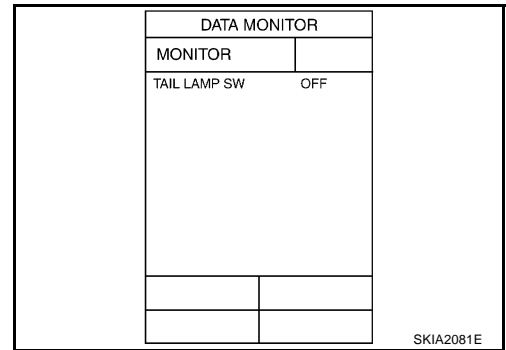 DATA MONITOR
MONITOR
TAIL LAMP SW OFF
SKIA2081E